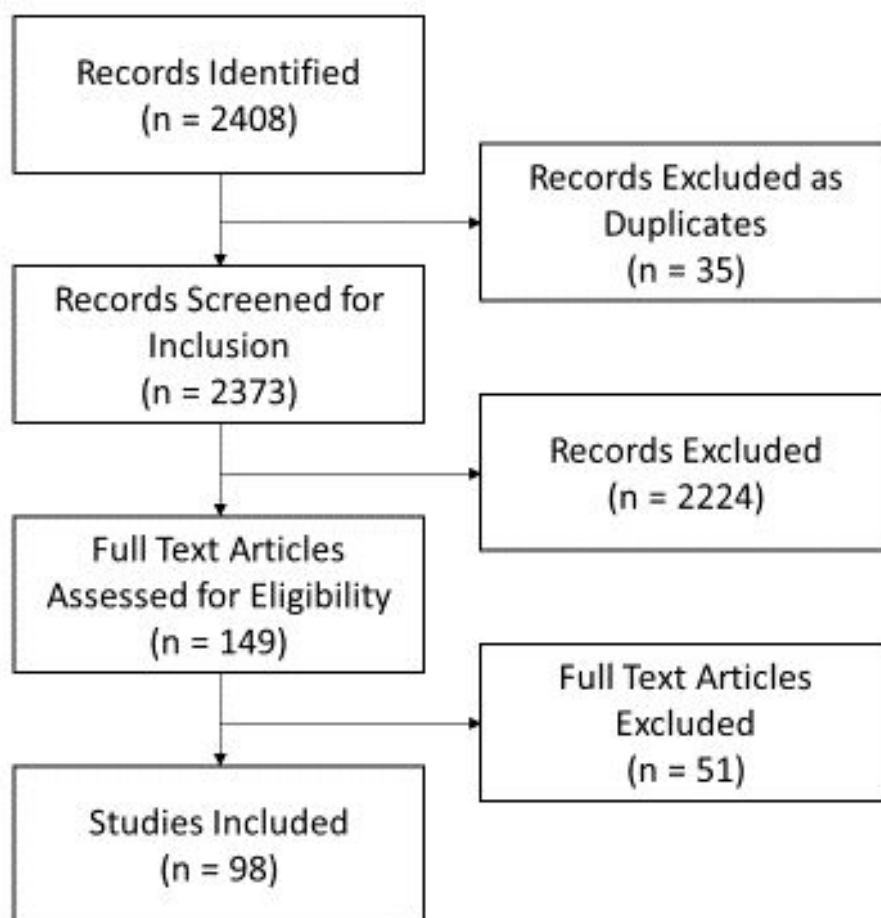 Records Identified
(n = 2408)
Records Excluded as
Duplicates
(n = 35)
Records Screened for
Inclusion
(n = 2373)
Records Excluded
(n = 2224)
Full Text Articles
Assessed for Eligibility
(n = 149)
Full Text Articles
Excluded
(n = 51)
Studies Included
(n = 98)